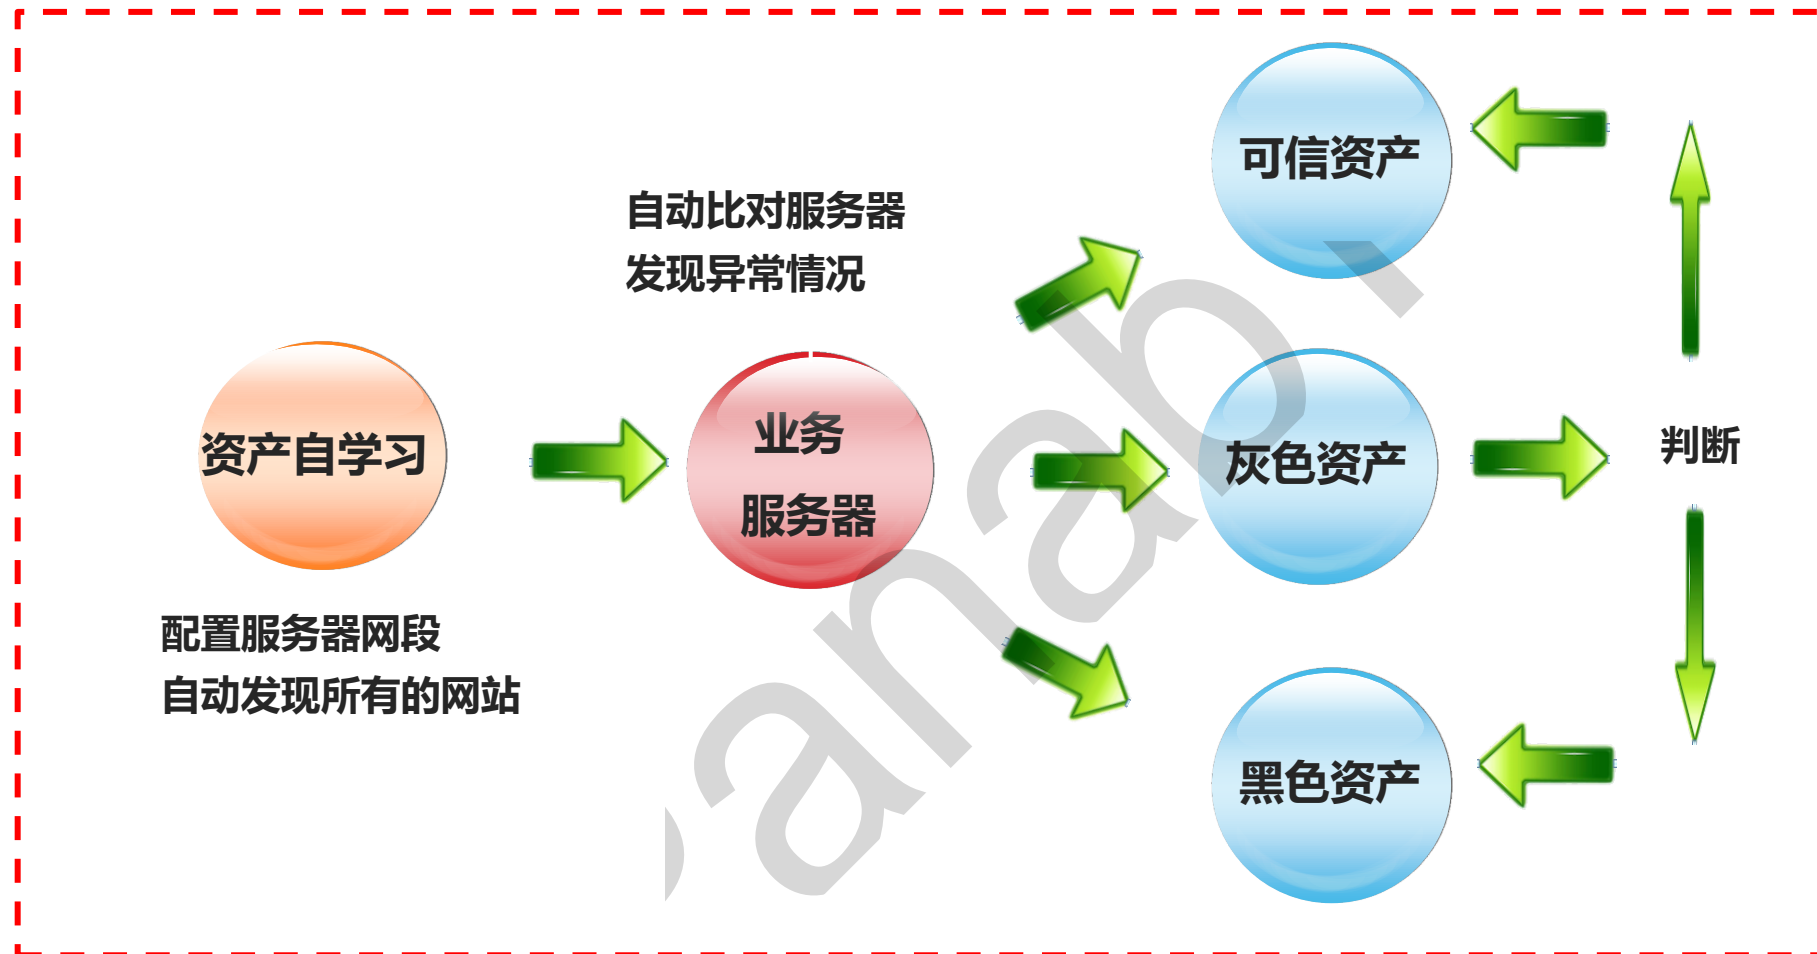 可信资产
自动比对服务器
发现异常情况
资产自学习
业务
服务器
灰色资产
判断
配置服务器网段
自动发现所有的网站
黑色资产